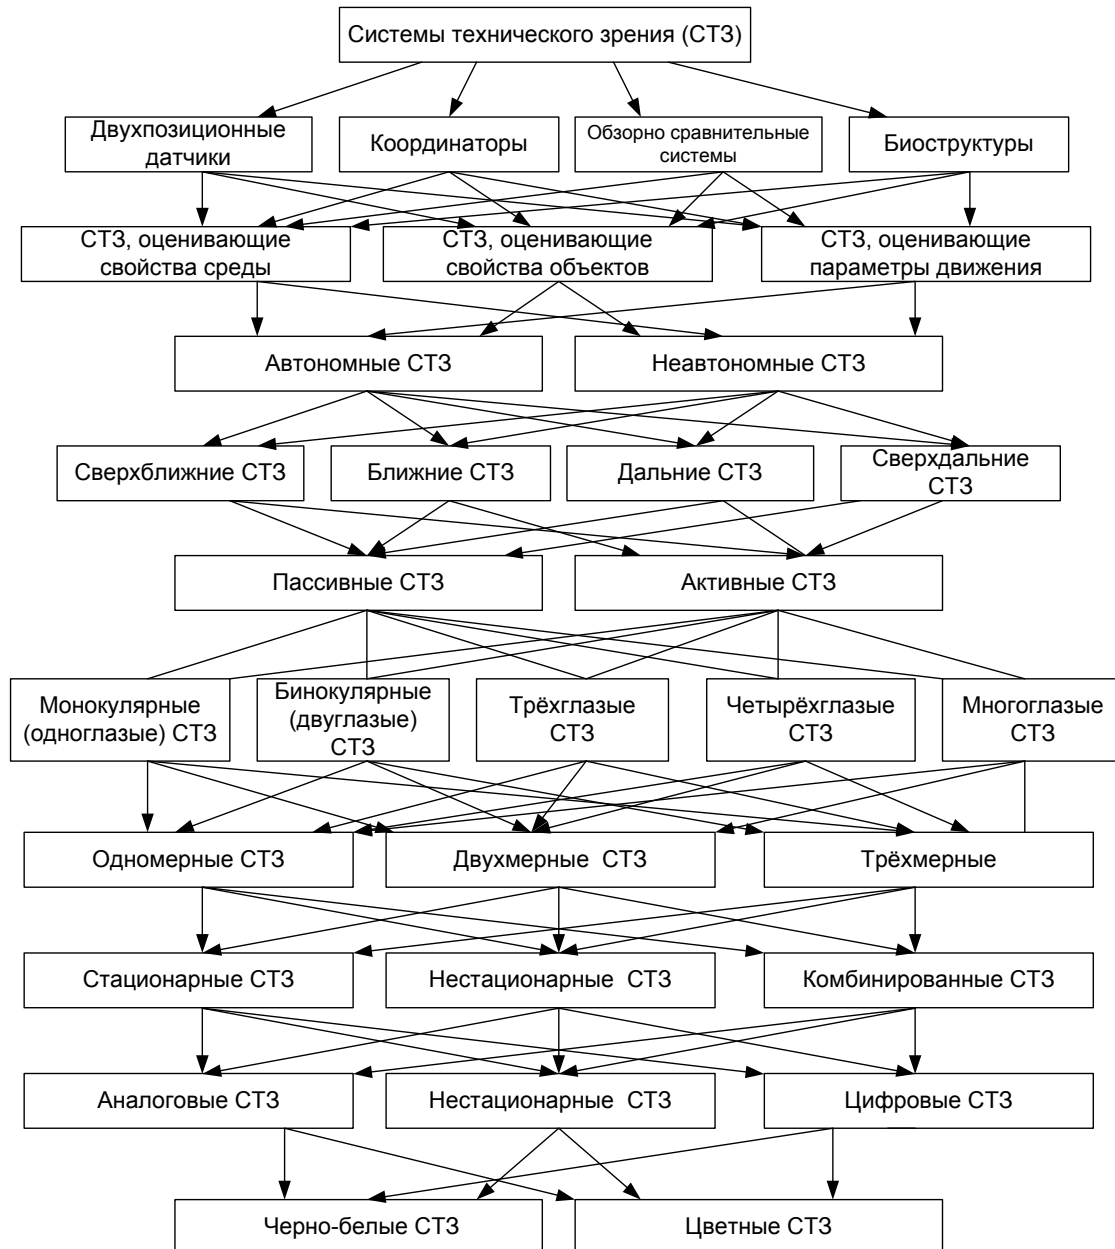 Системы технического зрения (СТЗ)
Двухпозиционные
датчики
Координаторы
Обзорно сравнительные
системы
Биоструктуры
СТЗ, оценивающие
свойства среды
СТЗ, оценивающие
свойства объектов
СТЗ, оценивающие
параметры движения
Автономные СТЗ
Неавтономные СТЗ
Сверхближние СТЗ
Ближние СТЗ
Дальние СТЗ
Сверхдальние
СТЗ
Пассивные СТЗ
Активные СТЗ
Монокулярные
(одноглазые) СТЗ
Бинокулярные
(двуглазые)
СТЗ
Трёхглазые
СТЗ
Четырёхглазые
СТЗ
Многоглазые
СТЗ
Одномерные СТЗ
Двухмерные СТЗ
Трёхмерные
Стационарные СТЗ
Нестационарные СТЗ
Комбинированные СТЗ
Аналоговые СТЗ
Нестационарные СТЗ
Цифровые СТЗ
Черно-белые СТЗ
Цветные СТЗ